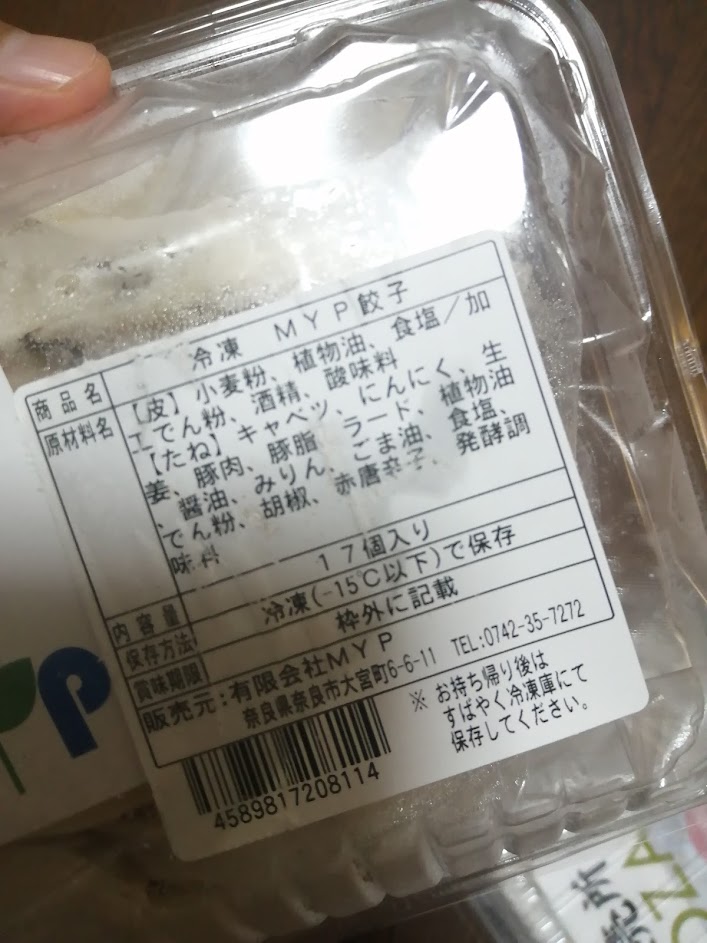 商品名 冷凍 MYP餃子
原材料名 【皮】小麦粉、植物油、食塩/加
工でん粉、酒精、酸味料
【たね】キャベツ、にんにく、生
姜、豚肉、豚脂、ラード、植物油
、醤油、みりん、ごま油、食塩、
でん粉、胡椒、赤唐辛子、発酵調
味料
内容量 17個入り
保存方法 冷凍(-15℃以下)で保存
賞味期限 枠外に記載
販売元:有限会社MYP
奈良県奈良市大宮町6-6-11 TEL:0742-35-7272
※ お持ち帰り後は
すばやく冷凍庫にて
保存してください。
4589817208114
売所
OZA